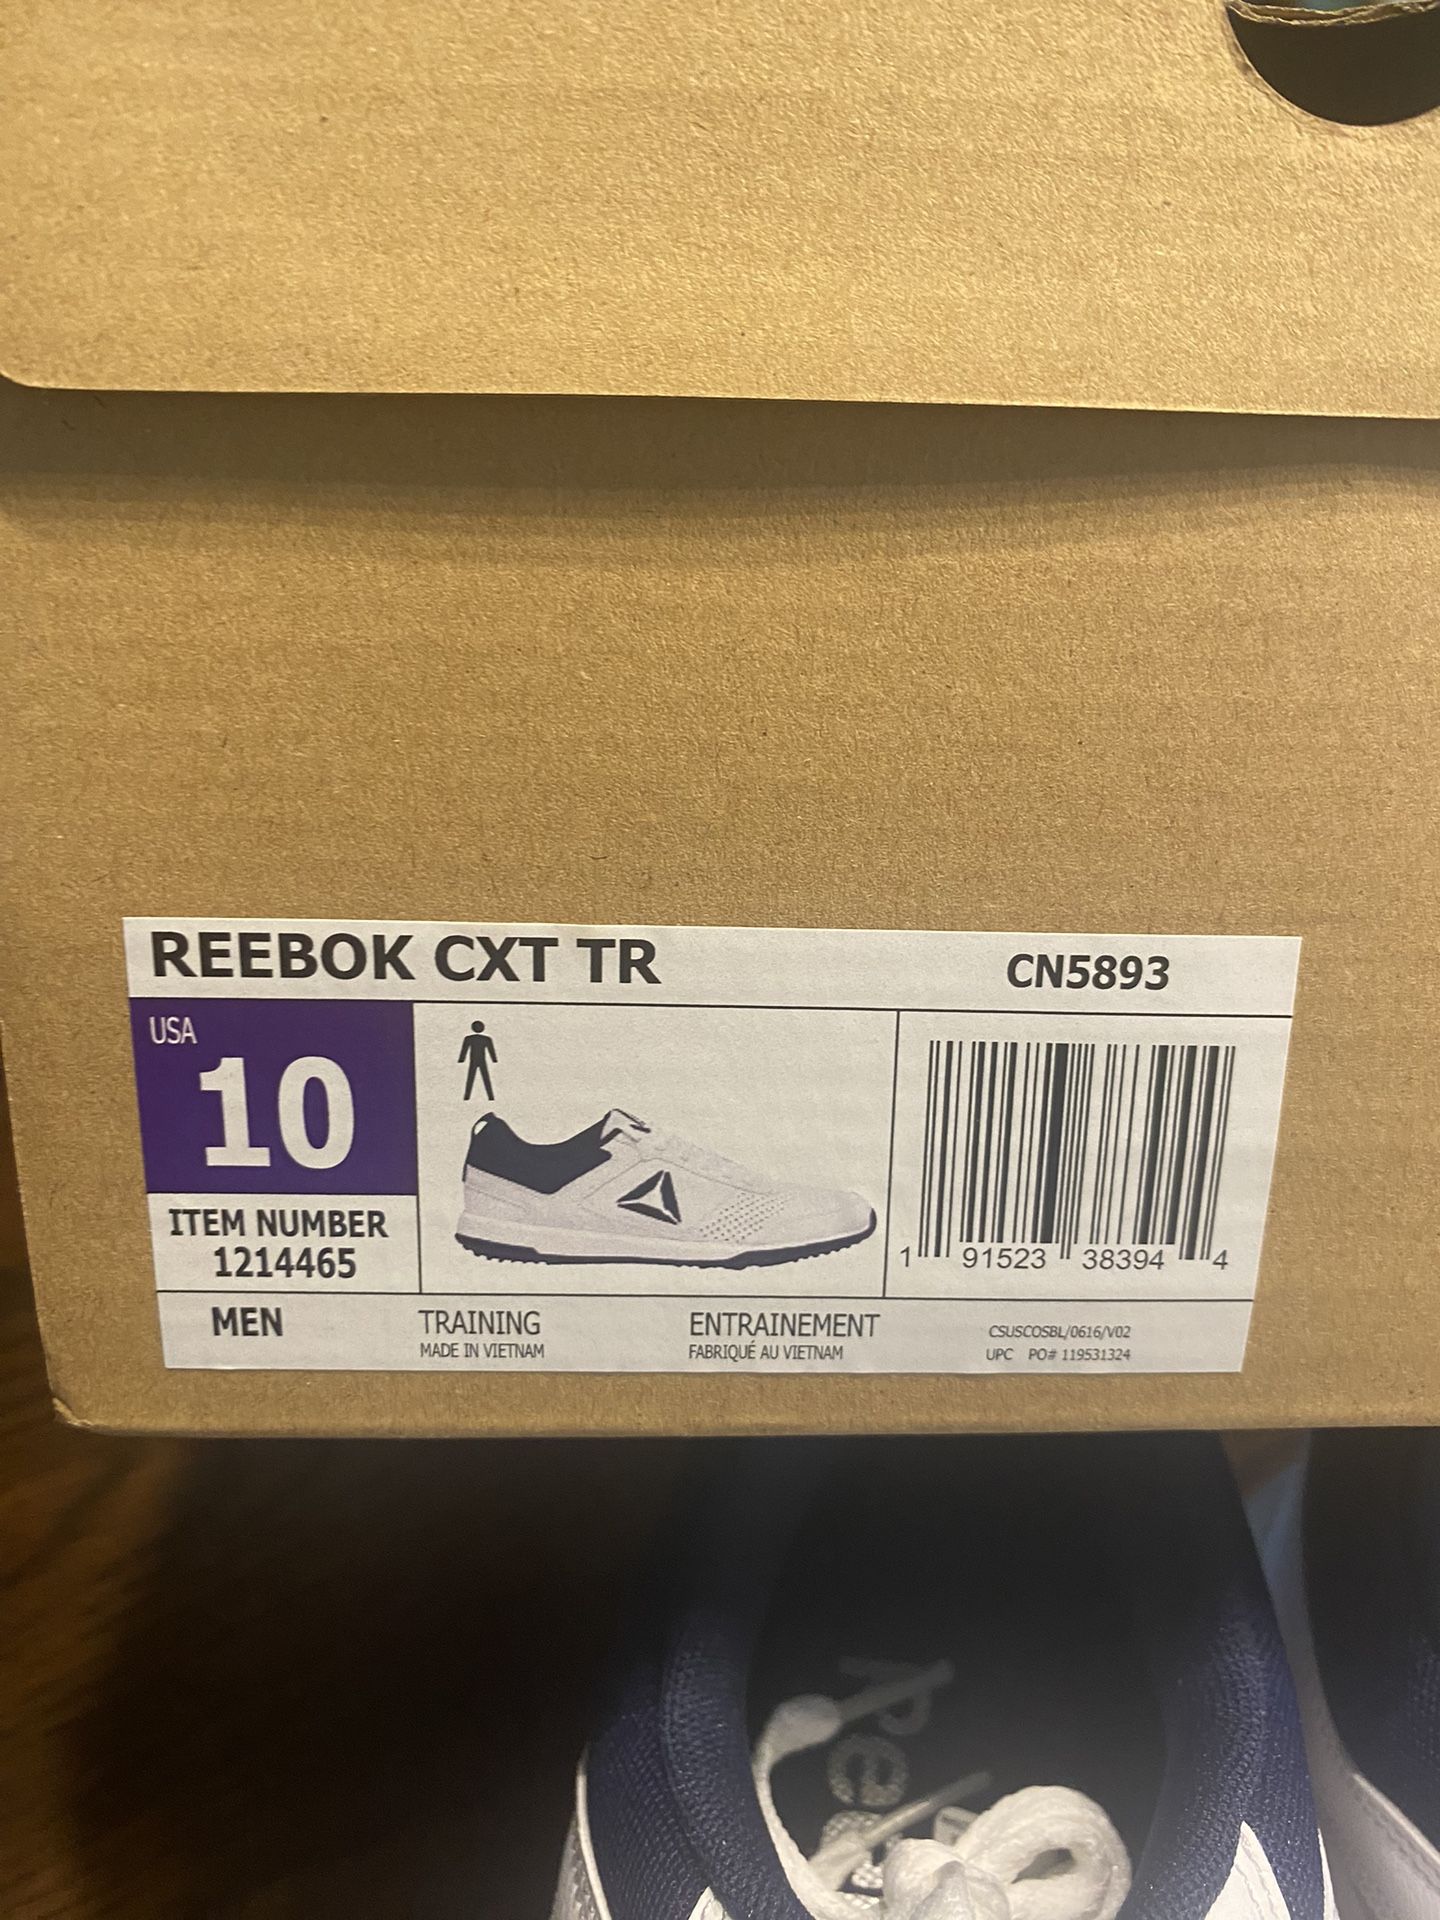 REEBOK CXT TR CN5893
USA
10
ITEM NUMBER
1214465
1 91523 38394 4
MEN TRAINING ENTRAINEMENT CSUSCOSBL/0616/V02
MADE IN VIETNAM FABRIQUÉ AU VIETNAM UPC PO# 119531324